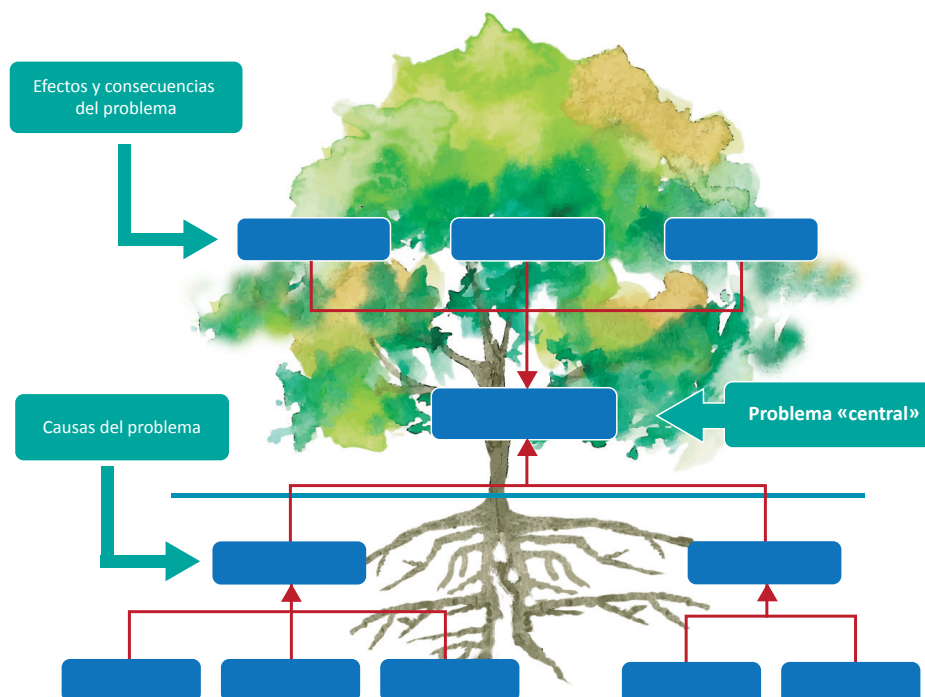 Efectos y consecuencias
del problema
Problema «central»
Causas del problema